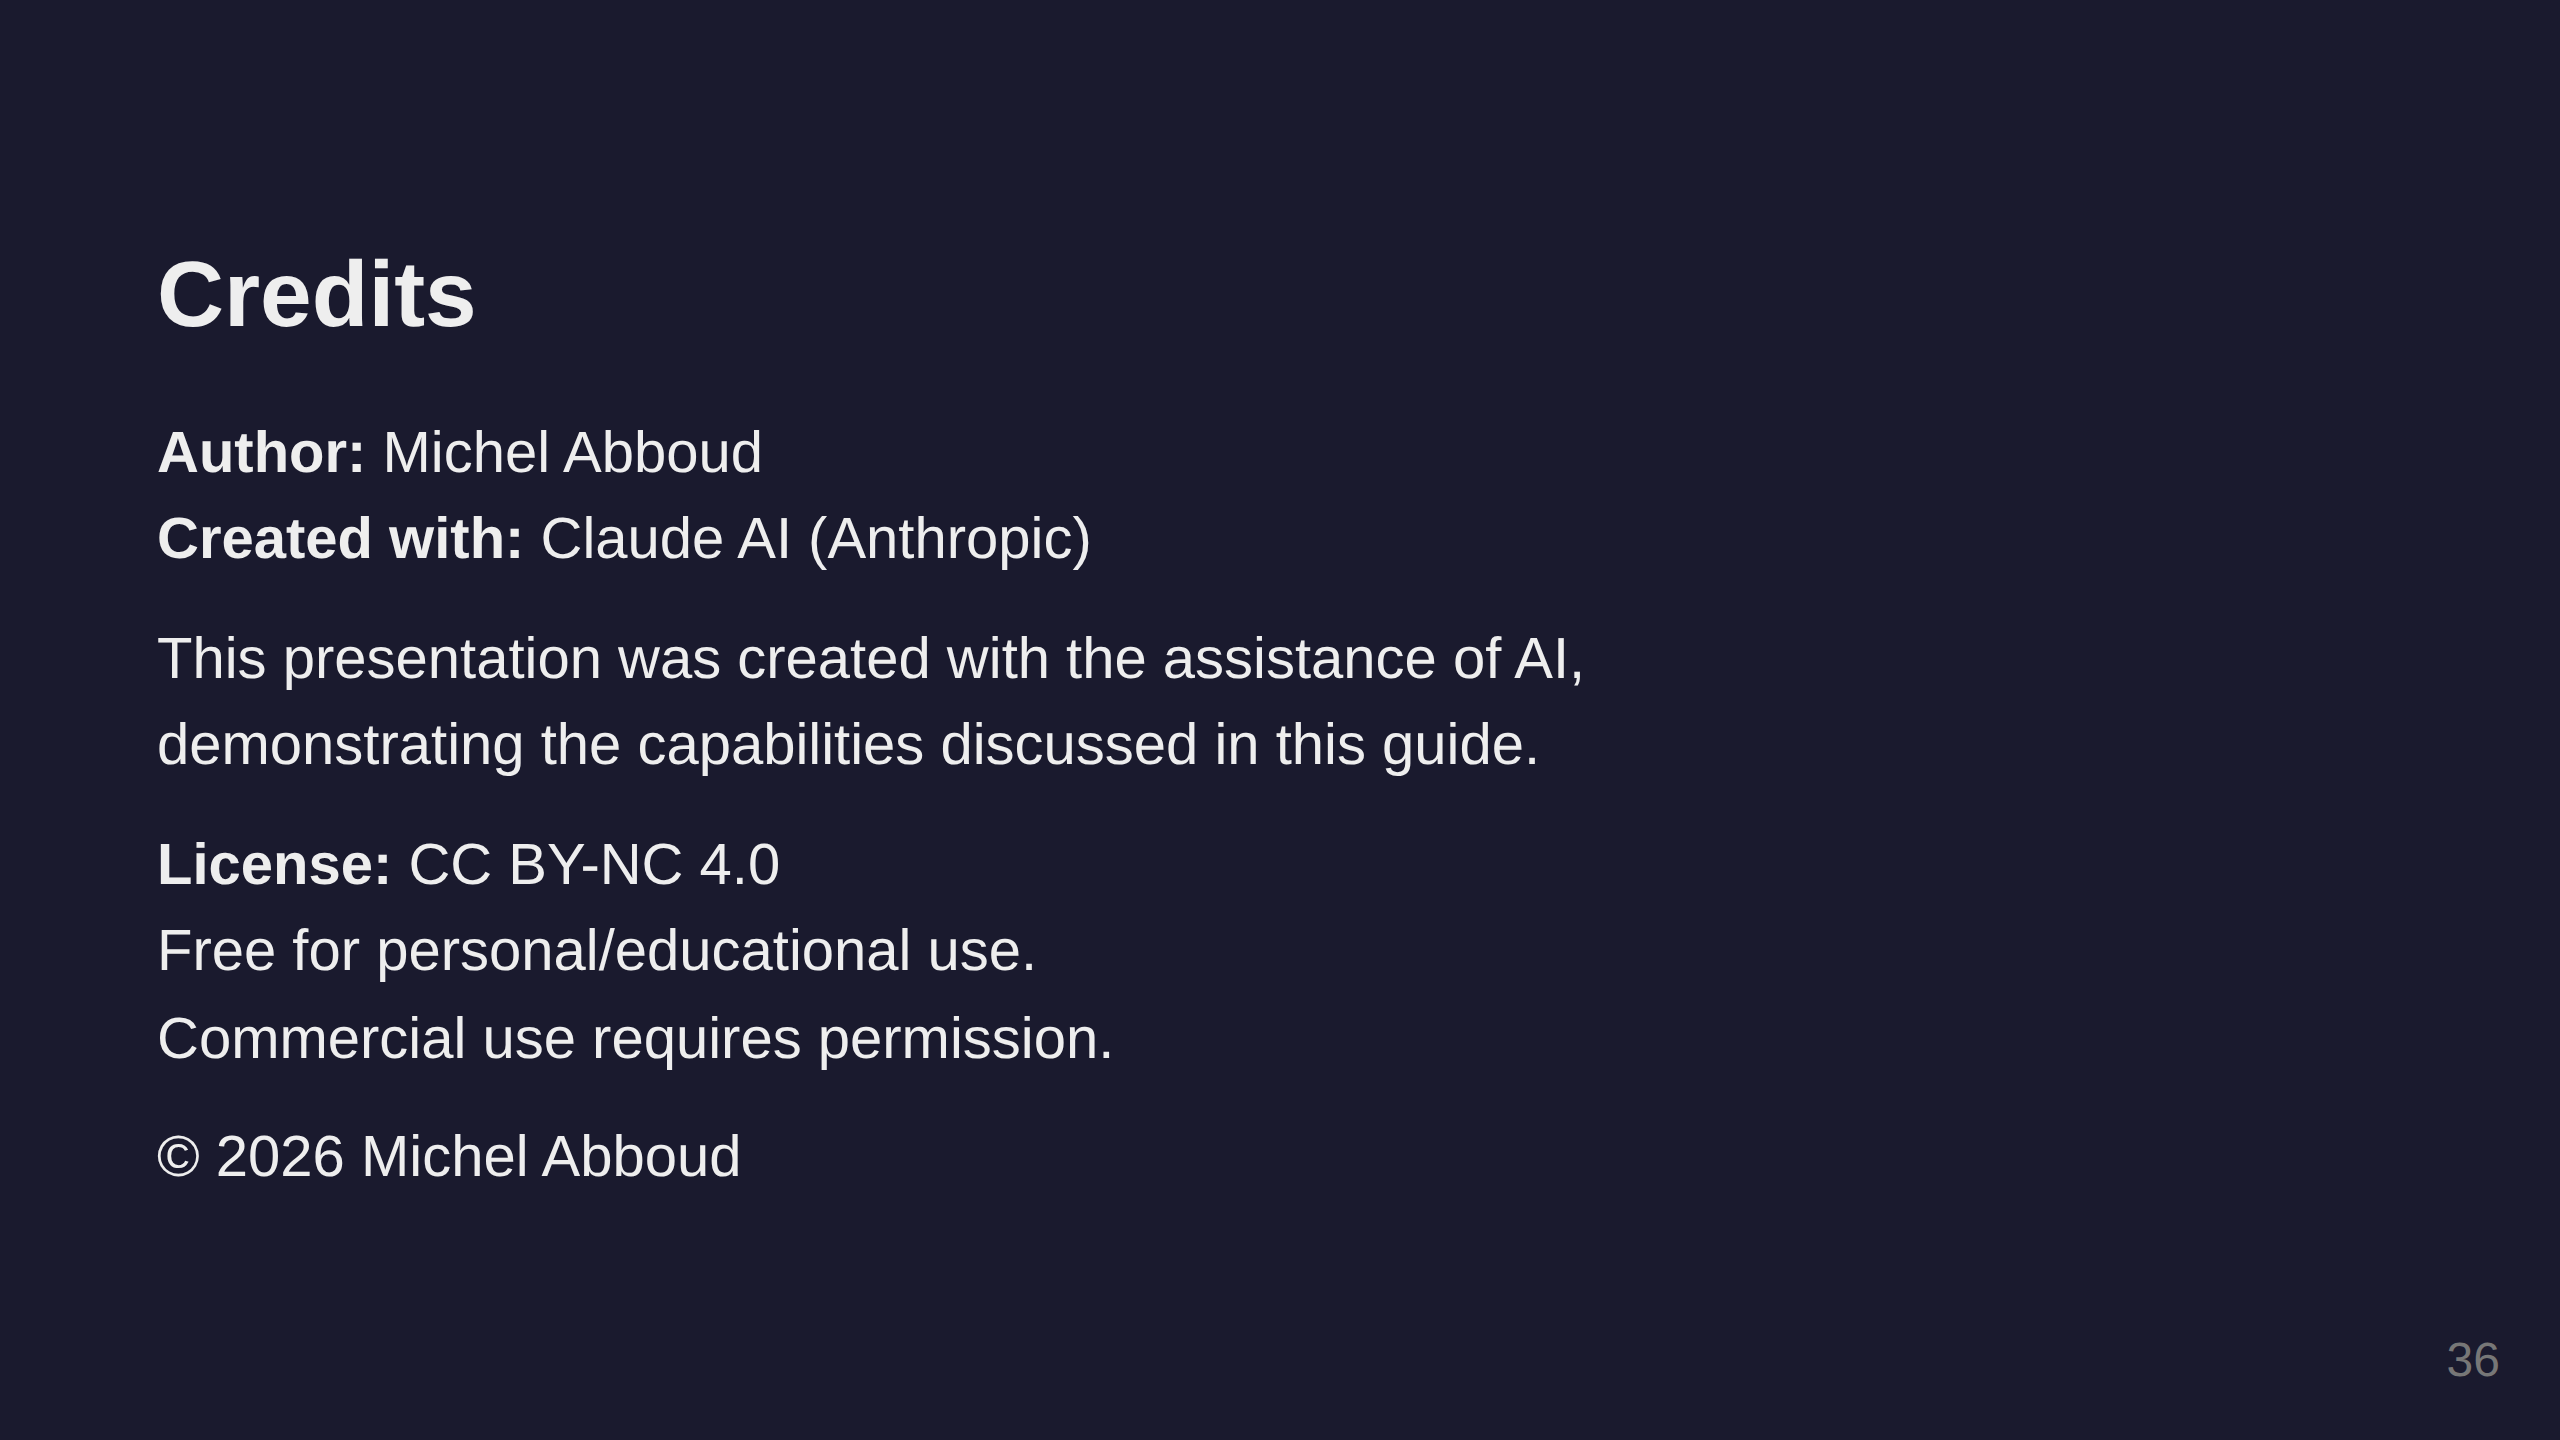 Credits
Author: Michel Abboud
Created with: Claude AI (Anthropic)
This presentation was created with the assistance of AI,
demonstrating the capabilities discussed in this guide.
License: CC BY-NC 4.0
Free for personal/educational use.
Commercial use requires permission.
© 2026 Michel Abboud
36